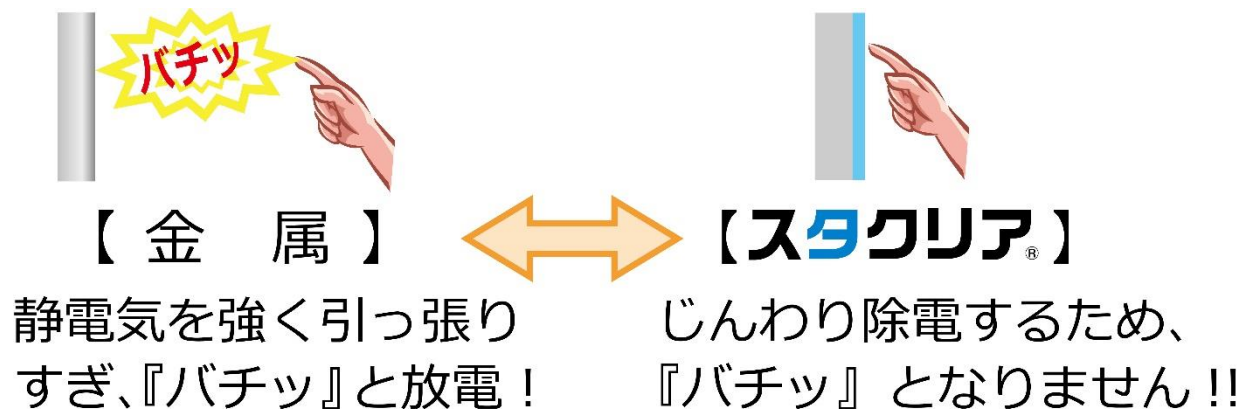 バチッ
【 金　属 】
【スタクリア®】
静電気を強く引っ張り
すぎ、『バチッ』と放電！
じんわり除電するため、
『バチッ』となりません!!